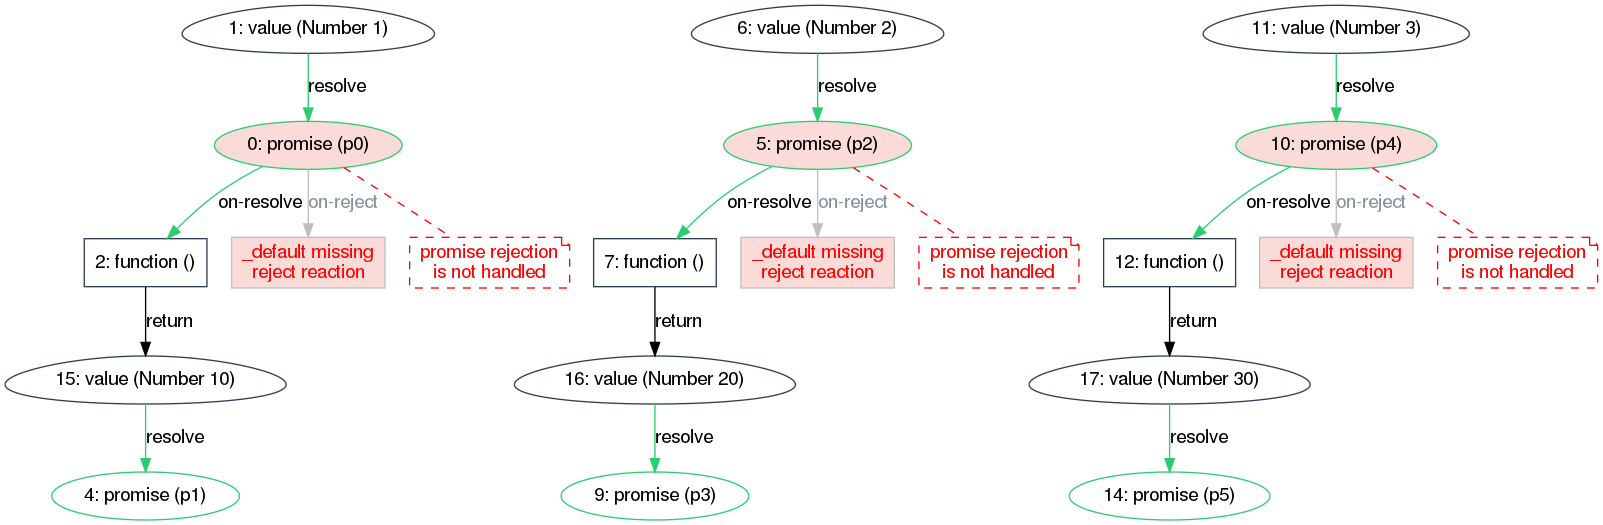 1: value (Number 1)
6: value (Number 2)
11: value (Number 3)
resolve
resolve
resolve
0: promise (p0)
5: promise (p2)
10: promise (p4)
on-resolve
on-reject
on-resolve
on-reject
on-resolve
on-reject
2: function ()
_default missing
reject reaction
promise rejection
is not handled
7: function ()
_default missing
reject reaction
promise rejection
is not handled
12: function ()
_default missing
reject reaction
promise rejection
is not handled
return
return
return
15: value (Number 10)
16: value (Number 20)
17: value (Number 30)
resolve
resolve
resolve
4: promise (p1)
9: promise (p3)
14: promise (p5)